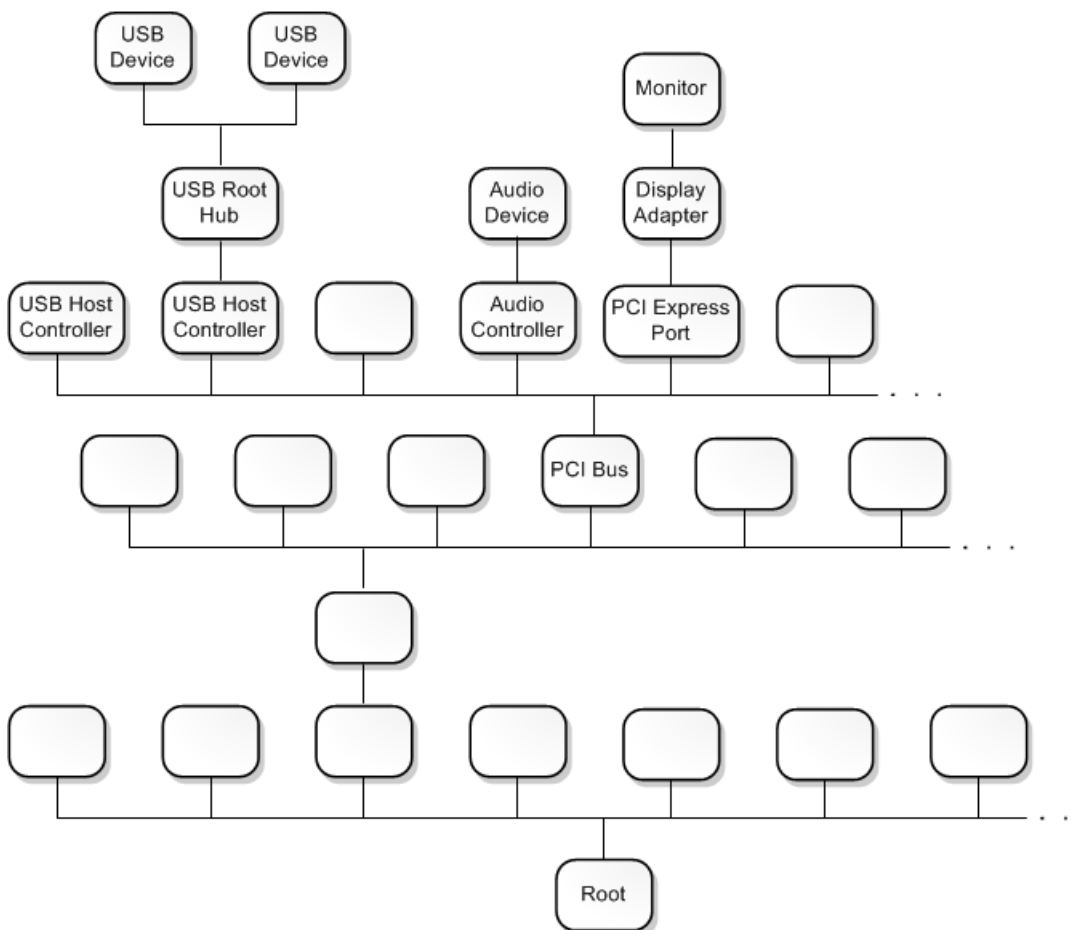 USB
Device
USB
Device
Monitor
USB Root
Hub
Audio
Device
Display
Adapter
USB Host
Controller
USB Host
Controller
Audio
Controller
PCI Express
Port
PCI Bus
Root